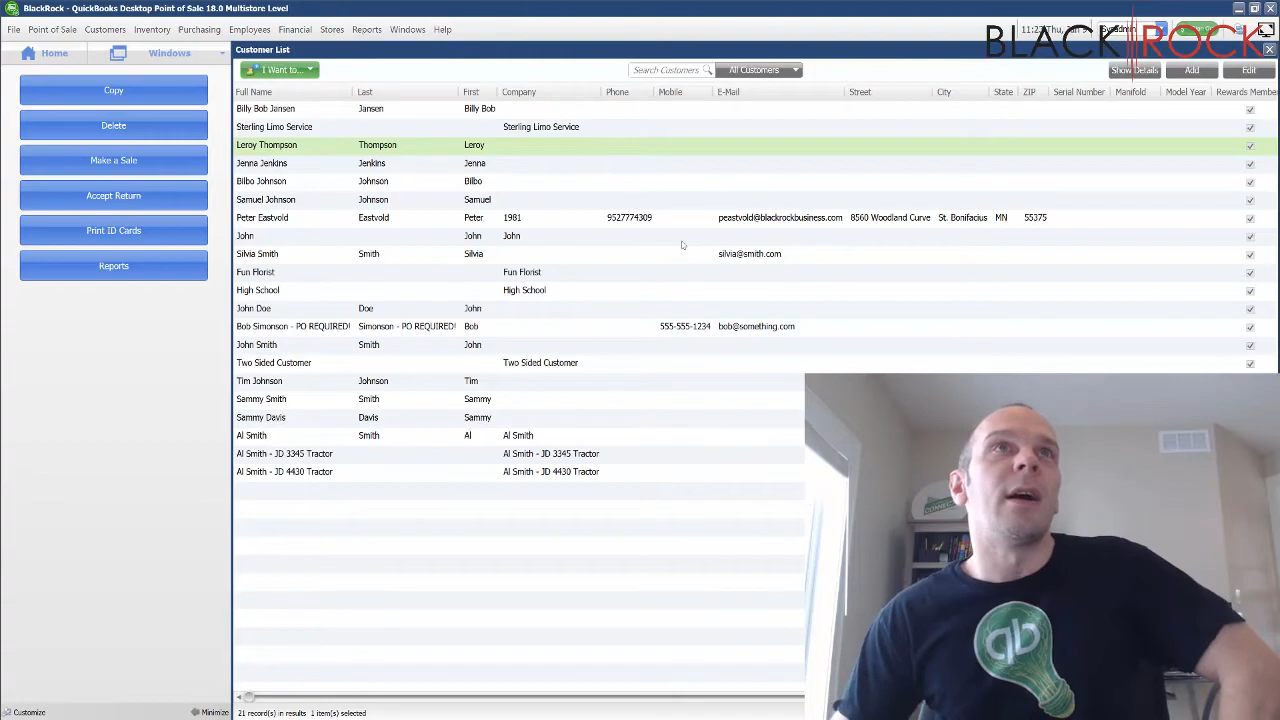 BlackRock - QuickBooks Desktop Point of Sale 18.0 Multistore Level
File Point of Sale Customers Inventory Purchasing Employees Financial Stores Reports Windows Help
BLACK ROCK
Home Windows
Customer List
I Want to...
Search Customers
All Customers
Show Details Add Edit
Copy
Delete
Make a Sale
Accept Return
Print ID Cards
Reports
Full Name Last First Company Phone Mobile E-Mail Street City State ZIP Serial Number Manifold Model Year Rewards Membe
Billy Bob Jansen Jansen Billy Bob
Sterling Limo Service Sterling Limo Service
Leroy Thompson Thompson Leroy
Jenna Jenkins Jenkins Jenna
Bilbo Johnson Johnson Bilbo
Samuel Johnson Johnson Samuel
Peter Eastvold Eastvold Peter 1981 9527774309 peastvold@blackrockbusiness.com 8560 Woodland Curve St. Bonifacius MN 55375
John John John
Silvia Smith Smith Silvia silvia@smith.com
Fun Florist Fun Florist
High School High School
John Doe Doe John
Bob Simonson - PO REQUIRED! Simonson - PO REQUIRED! Bob 555-555-1234 bob@something.com
John Smith Smith John
Two Sided Customer Two Sided Customer
Tim Johnson Johnson Tim
Sammy Smith Smith Sammy
Sammy Davis Davis Sammy
Al Smith Smith Al Al Smith
Al Smith - JD 3345 Tractor Al Smith - JD 3345 Tractor
Al Smith - JD 4430 Tractor Al Smith - JD 4430 Tractor
qb
Customize Minimize
21 record(s) in results 1 item(s) selected